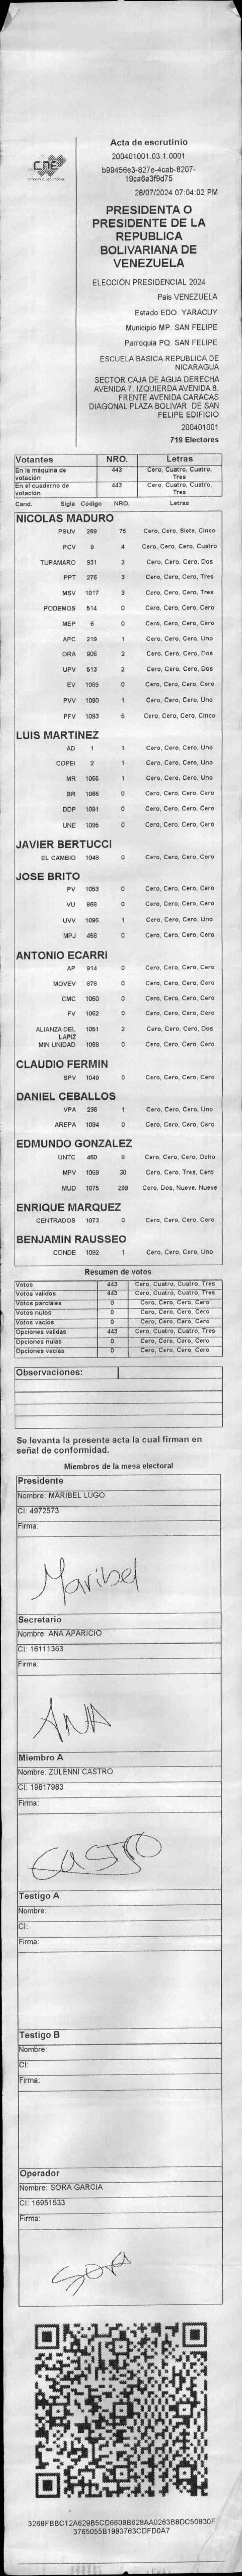 CNE
Acta de escrutinio
200401001.03.1.0001
b99456e3-827e-4cab-8207-
19ca6a3f9d75
28/07/2024 07:04:02 PM
PRESIDENTA O
PRESIDENTE DE LA
REPUBLICA
BOLIVARIANA DE
VENEZUELA
ELECCIÓN PRESIDENCIAL 2024
Pais VENEZUELA
Estado EDO. YARACUY
Municipio MP. SAN FELIPE
Parroquia PQ. SAN FELIPE
ESCUELA BASICA REPUBLICA DE
NICARAGUA
SECTOR CAJA DE AGUA DERECHA
AVENIDA 7. IZQUIERDA AVENIDA 8.
FRENTE AVENIDA CARACAS
DIAGONAL PLAZA BOLIVAR DE SAN
FELIPE EDIFICIO
200401001
719 Electores
Votantes NRO. Letras
En la máquina de votación 443 Cero, Cuatro, Cuatro, Tres
En el cuaderno de votación 443 Cero, Cuatro, Cuatro, Tres
Cand. Sigla Código NRO. Letras
NICOLAS MADURO
PSUV 269 75 Cero, Cero, Siete, Cinco
PCV 9 4 Cero, Cero, Cero, Cuatro
TUPAMARO 931 2 Cero, Cero, Cero, Dos
PPT 276 3 Cero, Cero, Cero, Tres
MSV 1017 3 Cero, Cero, Cero, Tres
PODEMOS 514 0 Cero, Cero, Cero, Cero
MEP 6 0 Cero, Cero, Cero, Cero
APC 219 1 Cero, Cero, Cero, Uno
ORA 906 2 Cero, Cero, Cero, Dos
UPV 513 2 Cero, Cero, Cero, Dos
EV 1089 0 Cero, Cero, Cero, Cero
PVV 1090 1 Cero, Cero, Cero, Uno
PFV 1093 5 Cero, Cero, Cero, Cinco
LUIS MARTINEZ
AD 1 1 Cero, Cero, Cero, Uno
COPEI 2 1 Cero, Cero, Cero, Uno
MR 1065 1 Cero, Cero, Cero, Uno
BR 1066 0 Cero, Cero, Cero, Cero
DDP 1091 0 Cero, Cero, Cero, Cero
UNE 1095 0 Cero, Cero, Cero, Cero
JAVIER BERTUCCI
EL CAMBIO 1048 0 Cero, Cero, Cero, Cero
JOSE BRITO
PV 1053 0 Cero, Cero, Cero, Cero
VU 868 0 Cero, Cero, Cero, Cero
UVV 1096 1 Cero, Cero, Cero, Uno
MPJ 458 0 Cero, Cero, Cero, Cero
ANTONIO ECARRI
AP 914 0 Cero, Cero, Cero, Cero
MOVEV 878 0 Cero, Cero, Cero, Cero
CMC 1050 0 Cero, Cero, Cero, Cero
FV 1062 0 Cero, Cero, Cero, Cero
ALIANZA DEL LAPIZ 1051 2 Cero, Cero, Cero, Dos
MIN UNIDAD 1068 0 Cero, Cero, Cero, Cero
CLAUDIO FERMIN
SPV 1049 0 Cero, Cero, Cero, Cero
DANIEL CEBALLOS
VPA 236 1 Cero, Cero, Cero, Uno
AREPA 1094 0 Cero, Cero, Cero, Cero
EDMUNDO GONZALEZ
UNTC 460 8 Cero, Cero, Cero, Ocho
MPV 1069 30 Cero, Cero, Tres, Cero
MUD 1075 299 Cero, Dos, Nueve, Nueve
ENRIQUE MARQUEZ
CENTRADOS 1073 0 Cero, Cero, Cero, Cero
BENJAMIN RAUSSEO
CONDE 1092 1 Cero, Cero, Cero, Uno
Resumen de votos
Votos 443 Cero, Cuatro, Cuatro, Tres
Votos validos 443 Cero, Cuatro, Cuatro, Tres
Votos parciales 0 Cero, Cero, Cero, Cero
Votos nulos 0 Cero, Cero, Cero, Cero
Votos vacios 0 Cero, Cero, Cero, Cero
Opciones validas 443 Cero, Cuatro, Cuatro, Tres
Opciones nulas 0 Cero, Cero, Cero, Cero
Opciones vacias 0 Cero, Cero, Cero, Cero
Observaciones:
Se levanta la presente acta la cual firman en
señal de conformidad.
Miembros de la mesa electoral
Presidente
Nombre: MARIBEL LUGO
CI: 4972573
Firma:
Maribel
Secretario
Nombre: ANA APARICIO
CI: 16111363
Firma:
ANA
Miembro A
Nombre: ZULENNI CASTRO
CI: 19817983
Firma:
CASTRO
Testigo A
Nombre:
CI:
Firma:
Testigo B
Nombre:
CI:
Firma:
Operador
Nombre: SORA GARCIA
CI: 16951533
Firma:
SORA
3268FBBC12A629B5CD6608B628AA0263B8DC50830F
3765055B1983763CDFD0A7